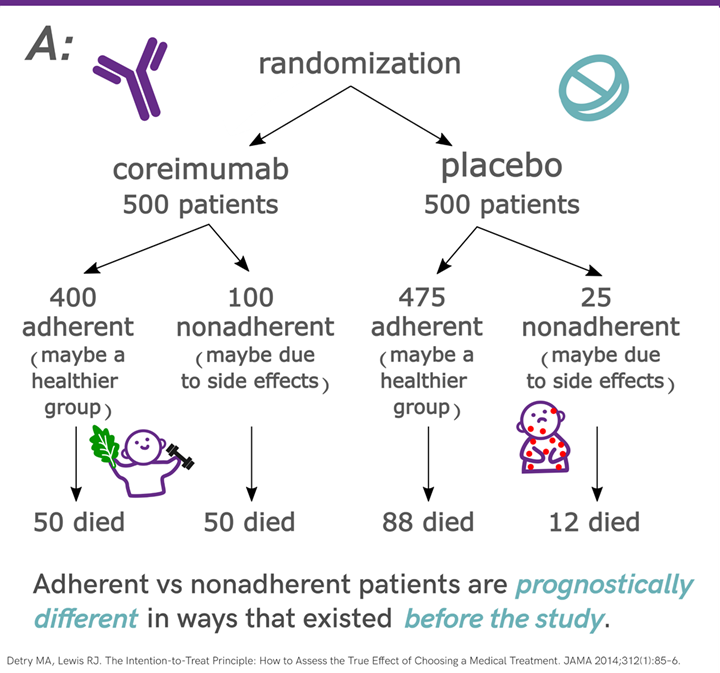 A:
randomization
coreimumab
500 patients
placebo
500 patients
400
adherent
(maybe a
healthier
group)
100
nonadherent
(maybe due
to side effects)
475
adherent
(maybe a
healthier
group)
25
nonadherent
(maybe due
to side effects)
50 died
50 died
88 died
12 died
Adherent vs nonadherent patients are prognostically
different in ways that existed before the study.
Detry MA, Lewis RJ. The Intention-to-Treat Principle: How to Assess the True Effect of Choosing a Medical Treatment. JAMA 2014;312(1):85–6.